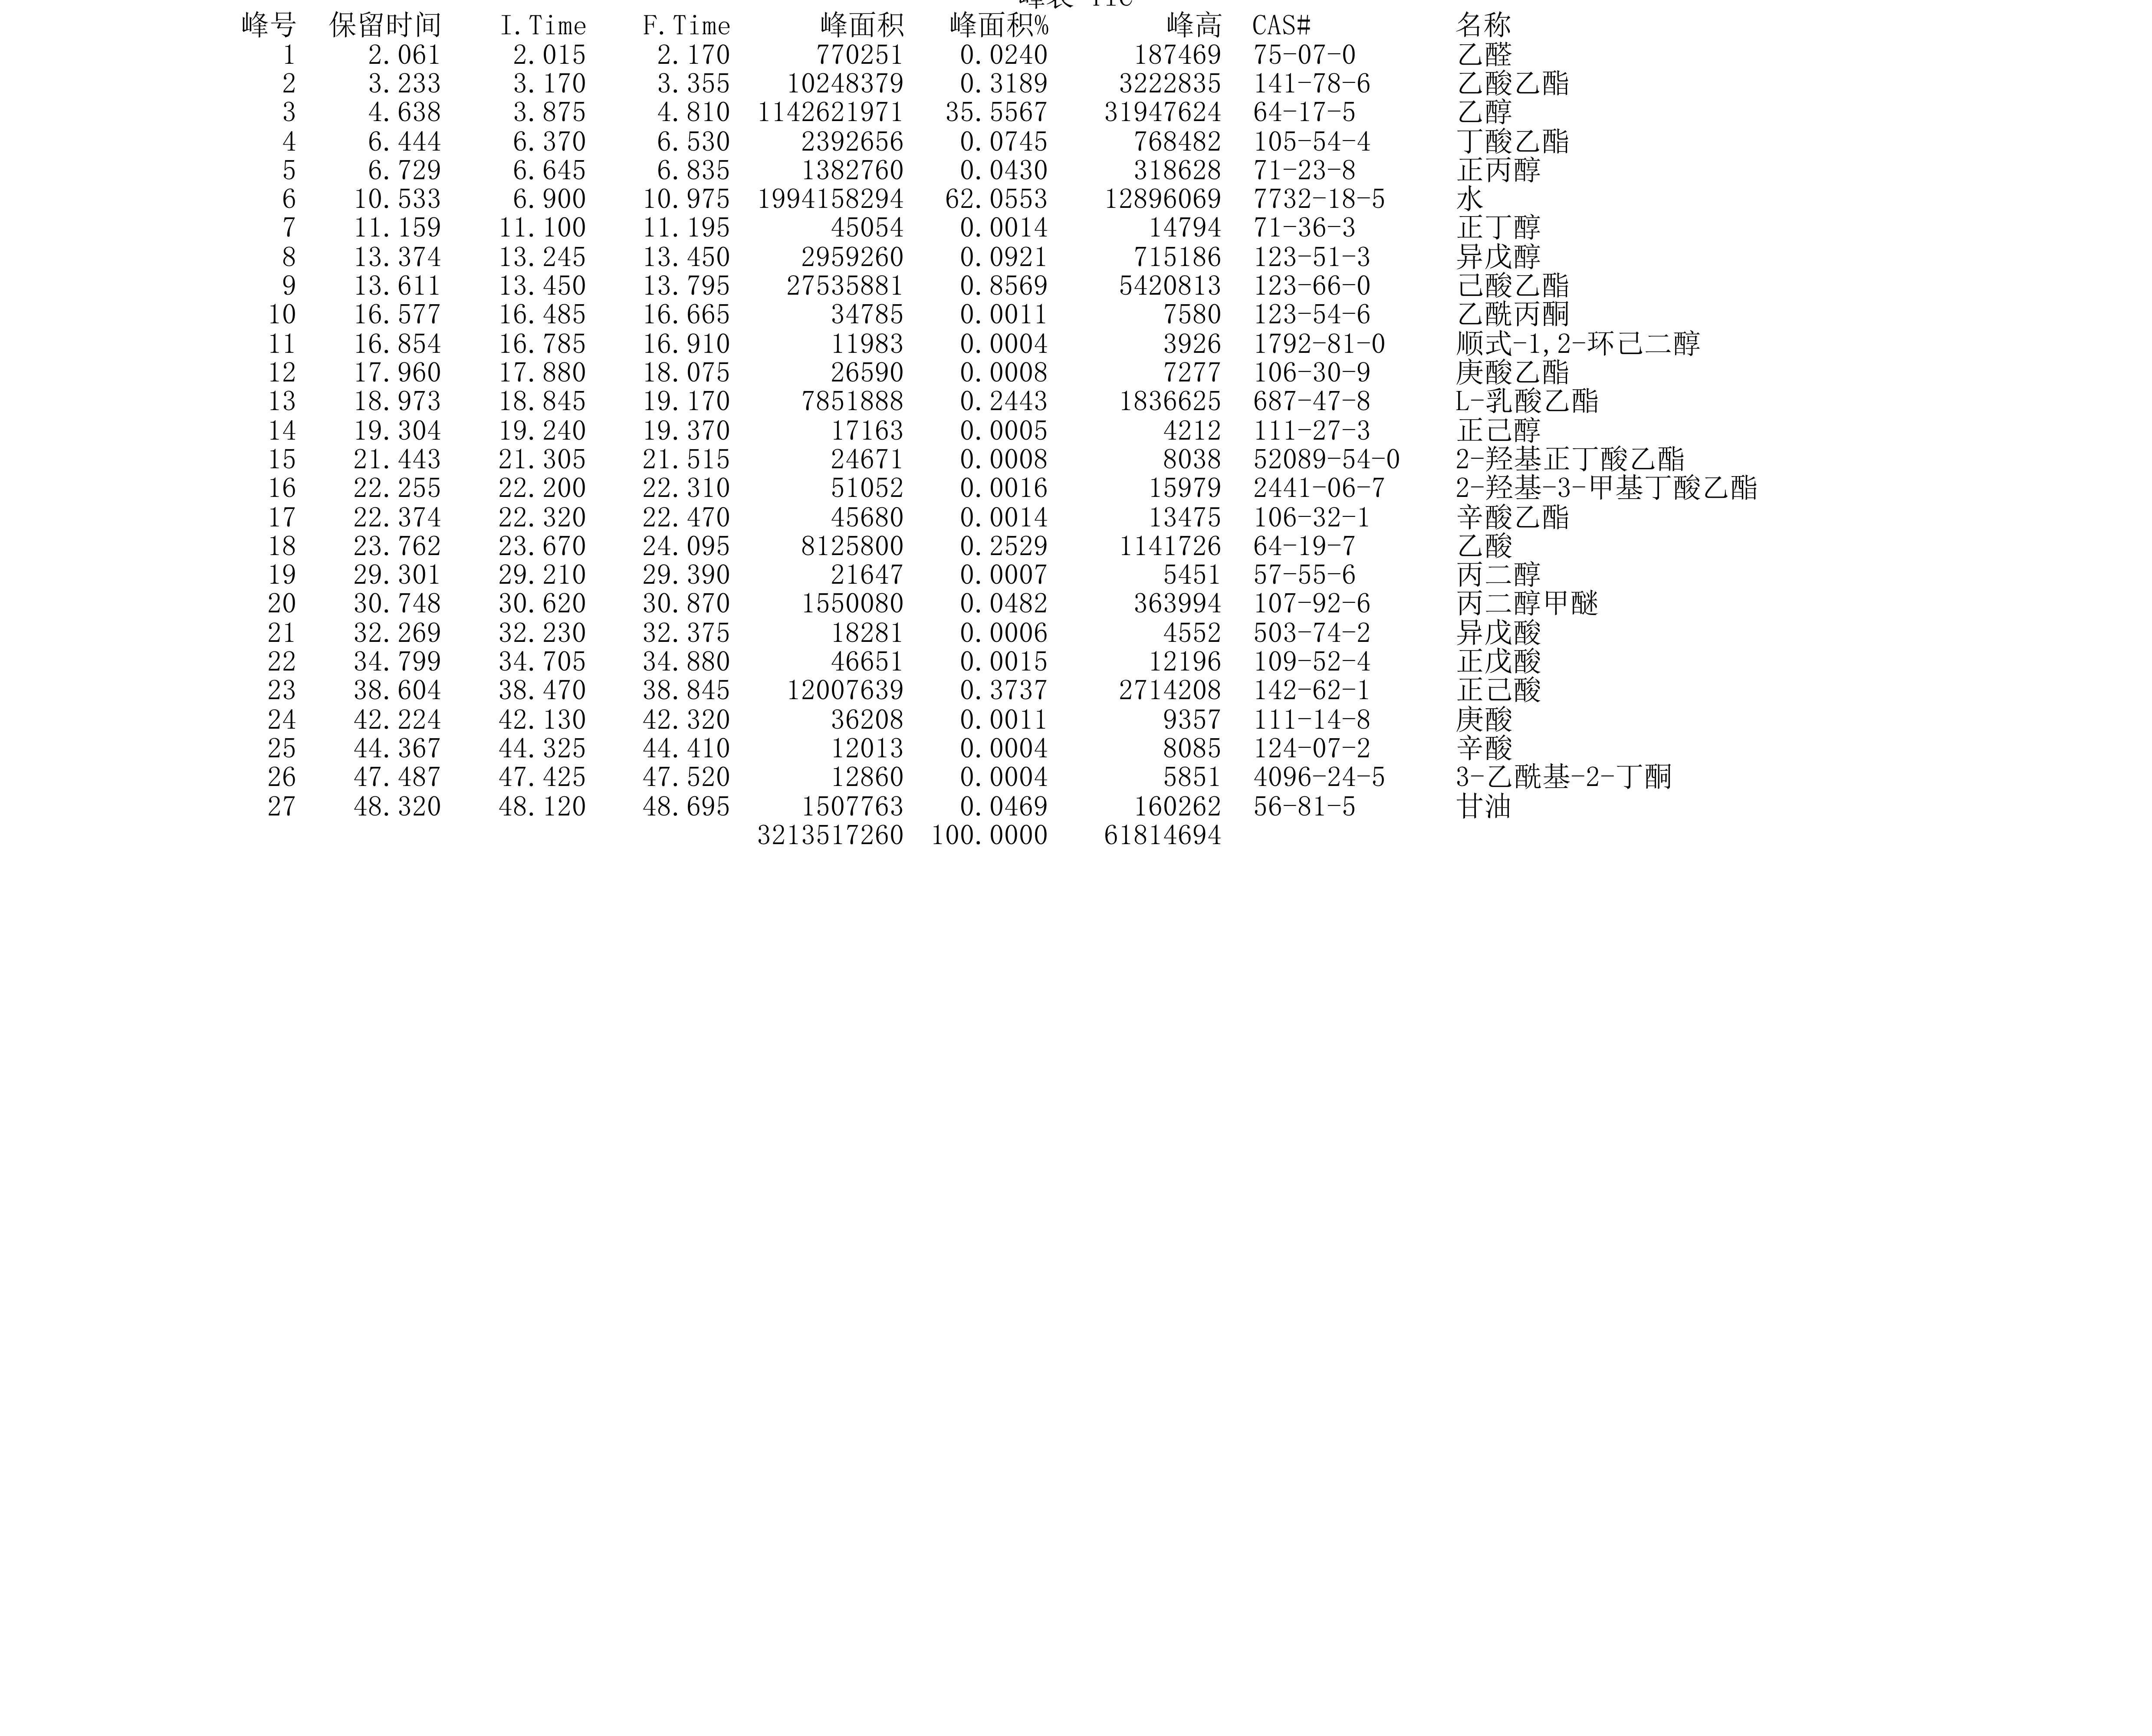 峰表 TIC
峰号 保留时间 I.Time F.Time 峰面积 峰面积% 峰高 CAS# 名称
1 2.061 2.015 2.170 770251 0.0240 187469 75-07-0 乙醛
2 3.233 3.170 3.355 10248379 0.3189 3222835 141-78-6 乙酸乙酯
3 4.638 3.875 4.810 1142621971 35.5567 31947624 64-17-5 乙醇
4 6.444 6.370 6.530 2392656 0.0745 768482 105-54-4 丁酸乙酯
5 6.729 6.645 6.835 1382760 0.0430 318628 71-23-8 正丙醇
6 10.533 6.900 10.975 1994158294 62.0553 12896069 7732-18-5 水
7 11.159 11.100 11.195 45054 0.0014 14794 71-36-3 正丁醇
8 13.374 13.245 13.450 2959260 0.0921 715186 123-51-3 异戊醇
9 13.611 13.450 13.795 27535881 0.8569 5420813 123-66-0 己酸乙酯
10 16.577 16.485 16.665 34785 0.0011 7580 123-54-6 乙酰丙酮
11 16.854 16.785 16.910 11983 0.0004 3926 1792-81-0 顺式-1,2-环己二醇
12 17.960 17.880 18.075 26590 0.0008 7277 106-30-9 庚酸乙酯
13 18.973 18.845 19.170 7851888 0.2443 1836625 687-47-8 L-乳酸乙酯
14 19.304 19.240 19.370 17163 0.0005 4212 111-27-3 正己醇
15 21.443 21.305 21.515 24671 0.0008 8038 52089-54-0 2-羟基正丁酸乙酯
16 22.255 22.200 22.310 51052 0.0016 15979 2441-06-7 2-羟基-3-甲基丁酸乙酯
17 22.374 22.320 22.470 45680 0.0014 13475 106-32-1 辛酸乙酯
18 23.762 23.670 24.095 8125800 0.2529 1141726 64-19-7 乙酸
19 29.301 29.210 29.390 21647 0.0007 5451 57-55-6 丙二醇
20 30.748 30.620 30.870 1550080 0.0482 363994 107-92-6 丙二醇甲醚
21 32.269 32.230 32.375 18281 0.0006 4552 503-74-2 异戊酸
22 34.799 34.705 34.880 46651 0.0015 12196 109-52-4 正戊酸
23 38.604 38.470 38.845 12007639 0.3737 2714208 142-62-1 正己酸
24 42.224 42.130 42.320 36208 0.0011 9357 111-14-8 庚酸
25 44.367 44.325 44.410 12013 0.0004 8085 124-07-2 辛酸
26 47.487 47.425 47.520 12860 0.0004 5851 4096-24-5 3-乙酰基-2-丁酮
27 48.320 48.120 48.695 1507763 0.0469 160262 56-81-5 甘油
3213517260 100.0000 61814694